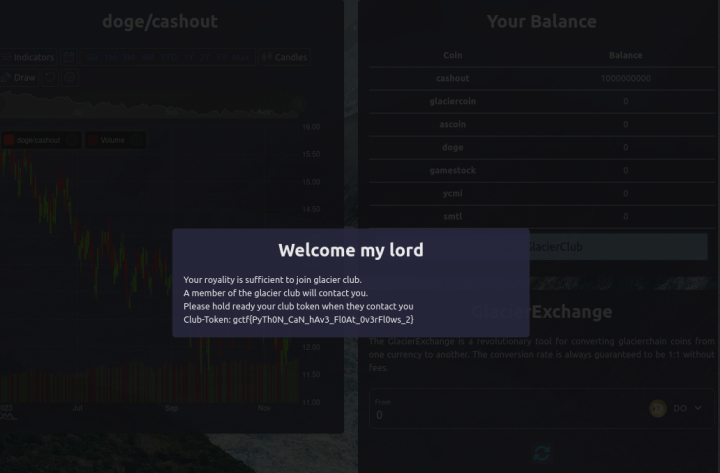 doge/cashout
Indicators
Candles
Draw
doge/cashout
Volume
16.00
15.50
15.00
14.50
12.00
11.50
11.00
2023
Jul
Sep
Nov
Your Balance
Coin Balance
cashout 1000000000
glaciercoin 0
ascoin 0
doge 0
gamestock 0
ycmi 0
smtl 0
GlacierClub
Welcome my lord
Your royality is sufficient to join glacier club.
A member of the glacier club will contact you.
Please hold ready your club token when they contact you
Club-Token: gctf{PyTh0N_CaN_hAv3_Fl0At_0v3rFl0ws_2}
GlacierExchange
The GlacierExchange is a revolutionary tool for converting glacierchain coins from
one currency to another. The conversion rate is always guaranteed to be 1:1 without
fees.
From
0
DO